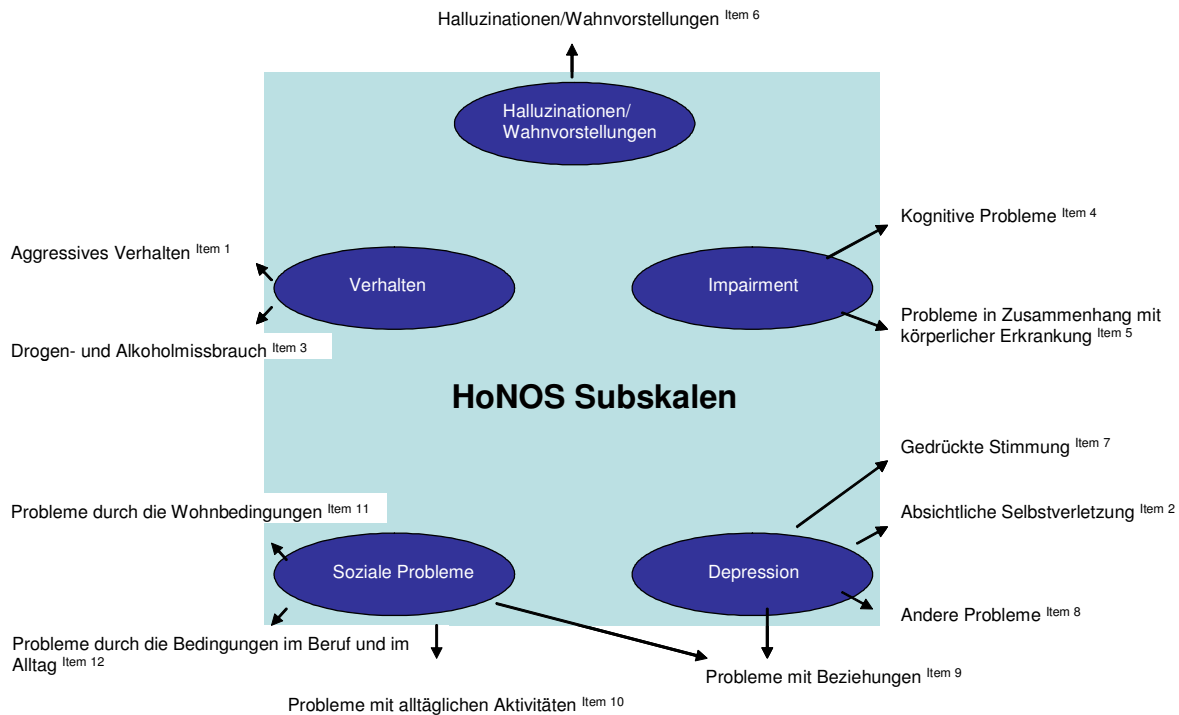 Halluzinationen/Wahnvorstellungen Item 6
Halluzinationen/
Wahnvorstellungen
Kognitive Probleme Item 4
Aggressives Verhalten Item 1
Verhalten
Impairment
Probleme in Zusammenhang mit
körperlicher Erkrankung Item 5
Drogen- und Alkoholmissbrauch Item 3
HoNOS Subskalen
Gedrückte Stimmung Item 7
Probleme durch die Wohnbedingungen Item 11
Absichtliche Selbstverletzung Item 2
Soziale Probleme
Depression
Andere Probleme Item 8
Probleme durch die Bedingungen im Beruf und im
Alltag Item 12
Probleme mit Beziehungen Item 9
Probleme mit alltäglichen Aktivitäten Item 10